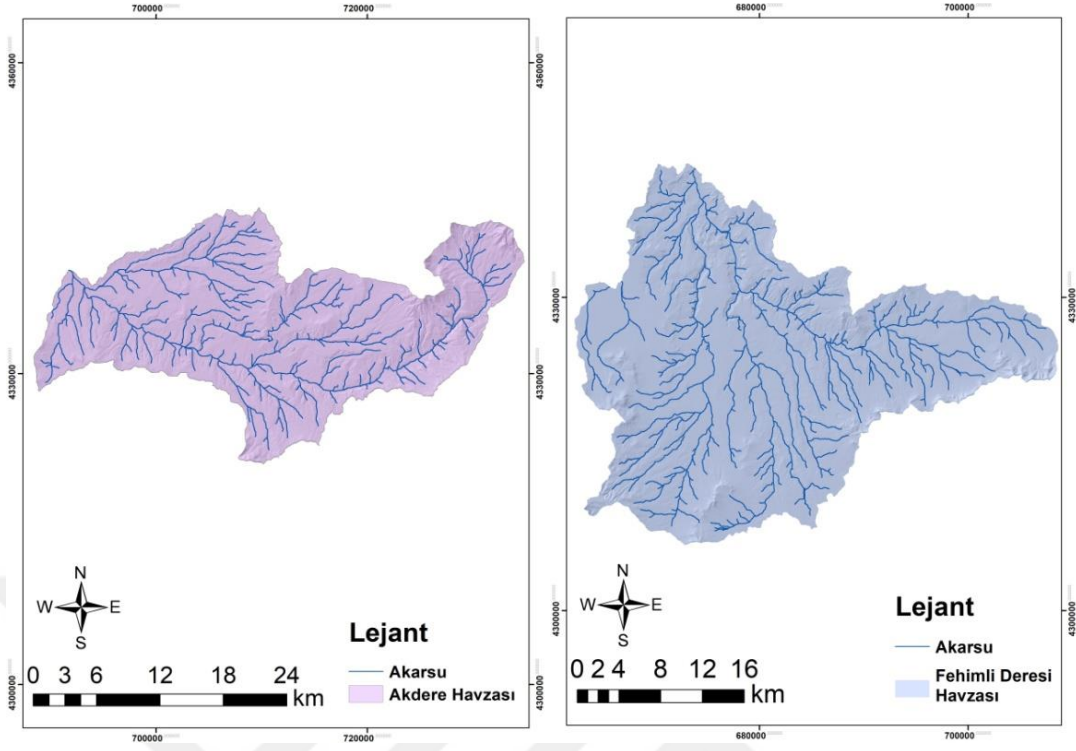 700000
720000
4360000
4360000
4330000
4330000
4300000
4300000
N
W
E
S
Lejant
Akarsu
Akdere Havzası
0 3 6 12 18 24
km
700000
720000
680000
700000
4330000
4330000
4300000
4300000
N
W
E
S
Lejant
Akarsu
Fehimli Deresi
Havzası
0 2 4 8 12 16
km
680000
700000